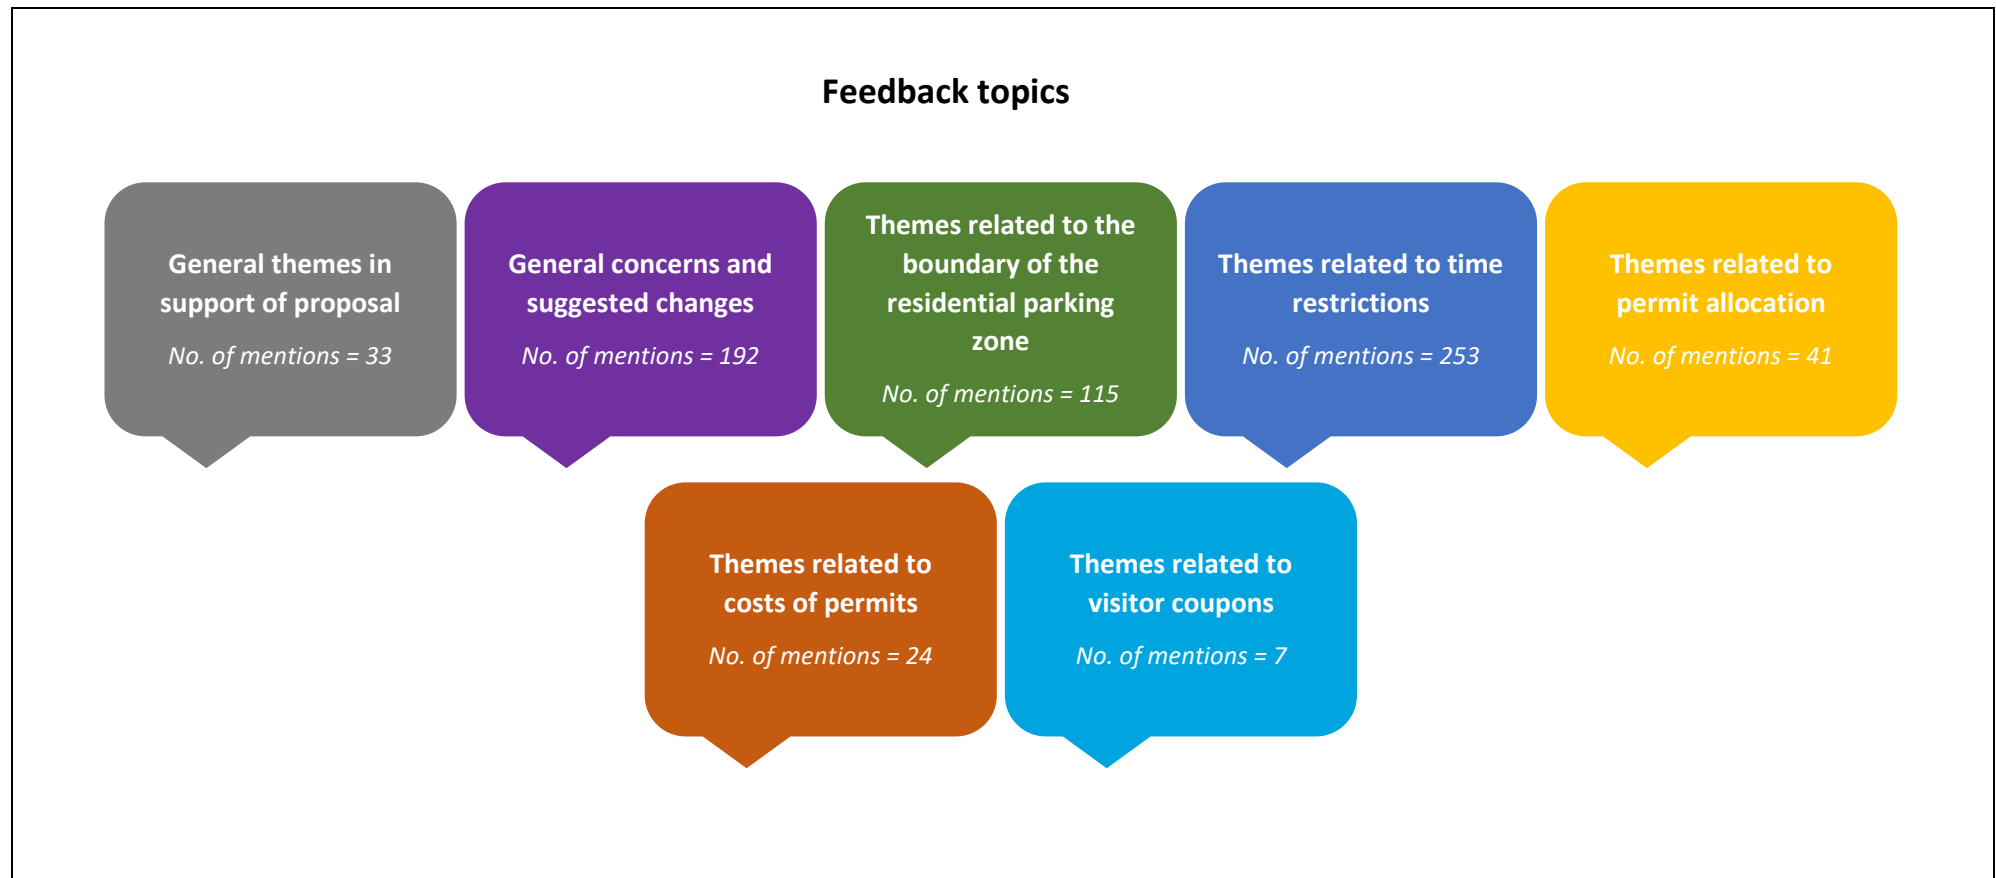 Feedback topics
General themes in
support of proposal
No. of mentions = 33
General concerns and
suggested changes
No. of mentions = 192
Themes related to the
boundary of the
residential parking
zone
No. of mentions = 115
Themes related to time
restrictions
No. of mentions = 253
Themes related to
permit allocation
No. of mentions = 41
Themes related to
costs of permits
No. of mentions = 24
Themes related to
visitor coupons
No. of mentions = 7